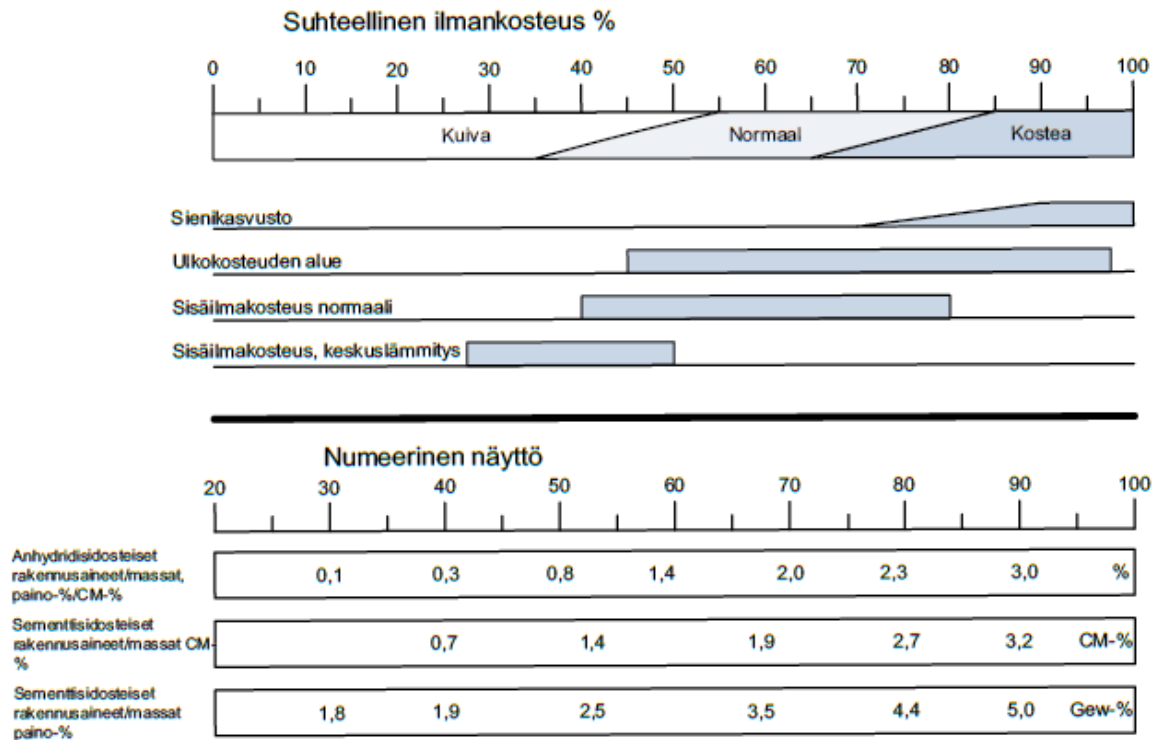 Suhteellinen ilmankosteus %
0 10 20 30 40 50 60 70 80 90 100
Kuiva Normaal Kostea
Sienikasvusto
Ulkokosteuden alue
Sisäilmakosteus normaali
Sisäilmakosteus, keskuslämmitys
Numeerinen näyttö
20 30 40 50 60 70 80 90 100
Anhydridisidosteiset
rakennusaineet/massat,
paino-%/CM-%
0,1 0,3 0,8 1,4 2,0 2,3 3,0 %
Sementtisidosteiset
rakennusaineet/massat CM-
%
0,7 1,4 1,9 2,7 3,2 CM-%
Sementtisidosteiset
rakennusaineet/massat
paino-%
1,8 1,9 2,5 3,5 4,4 5,0 Gew-%